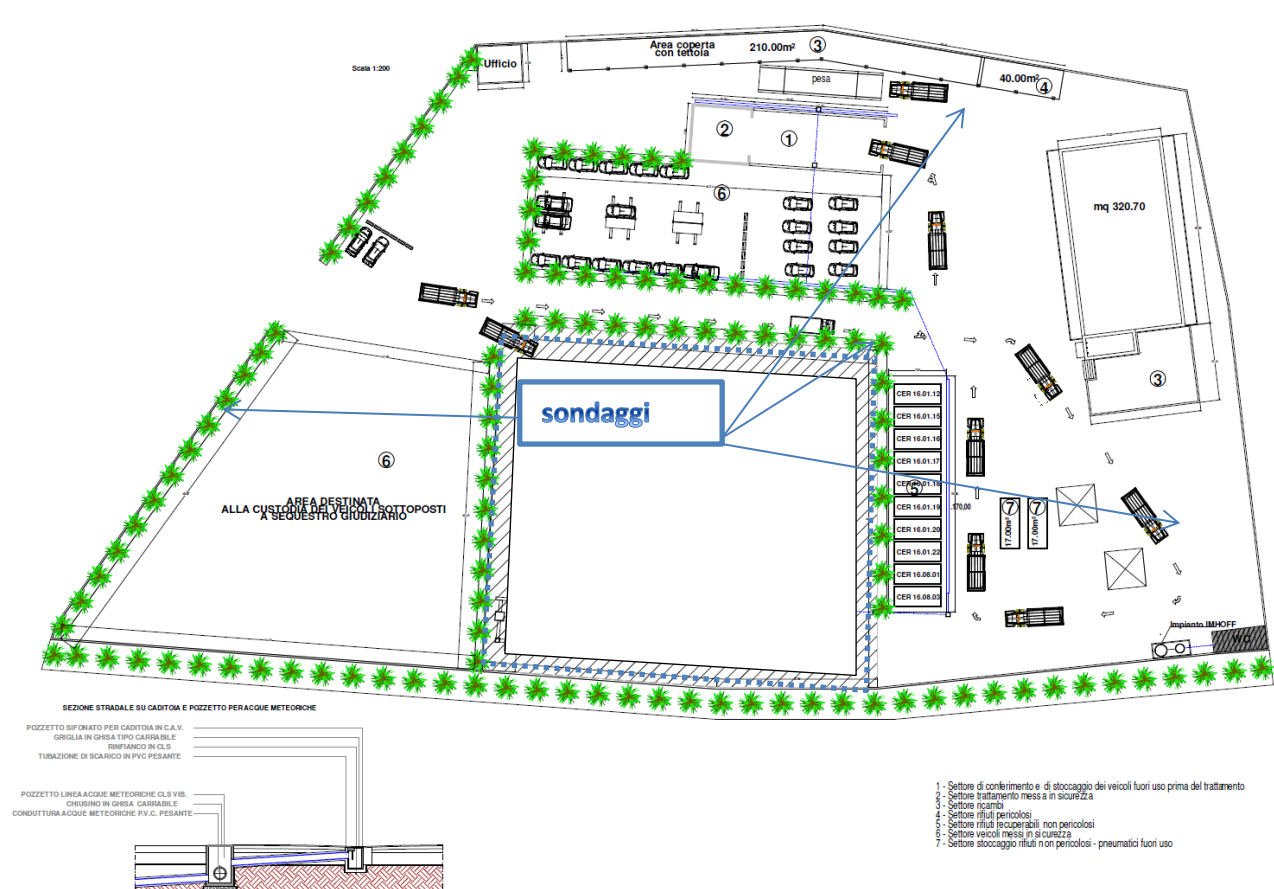 Scala 1:200
Ufficio
Area coperta
con tettoia
210.00m²
3
pesa
40.00m²
4
2
1
6
mq 320.70
3
sondaggi
6
AREA DESTINATA
ALLA CUSTODIA DEI VEICOLI SOTTOPOSTI
A SEQUESTRO GIUDIZIARIO
CER 16.01.12
CER 16.01.15
CER 16.01.16
CER 16.01.17
CER 16.01.18
5
CER 16.01.19
CER 16.01.20
CER 16.01.22
CER 16.08.01
CER 16.08.03
170,00
7
17.00m²
7
17.00m²
Impianto IMHOFF
WC
SEZIONE STRADALE SU CADITOIA E POZZETTO PER ACQUE METEORICHE
POZZETTO SIFONATO PER CADITOIA IN C.A.V.
GRIGLIA IN GHISA TIPO CARRABILE
RINFIANCO IN CLS
TUBAZIONE DI SCARICO IN PVC PESANTE
POZZETTO LINEA ACQUE METEORICHE CLS VIB.
CHIUSINO IN GHISA CARRABILE
CONDUTTURA ACQUE METEORICHE P.V.C. PESANTE
1 - Settore di conferimento e di stoccaggio dei veicoli fuori uso prima del trattamento
2 - Settore trattamento messa in sicurezza
3 - Settore ricambi
4 - Settore rifiuti pericolosi
5 - Settore rifiuti recuperabili non pericolosi
6 - Settore veicoli messi in sicurezza
7 - Settore stoccaggio rifiuti non pericolosi - pneumatici fuori uso